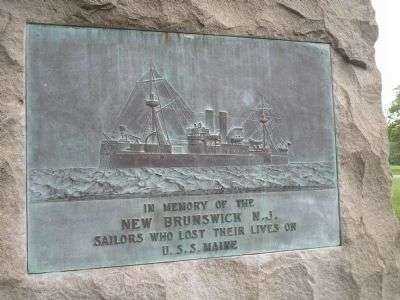 IN MEMORY OF THE
NEW BRUNSWICK N.J.
SAILORS WHO LOST THEIR LIVES ON
U.S.S. MAINE